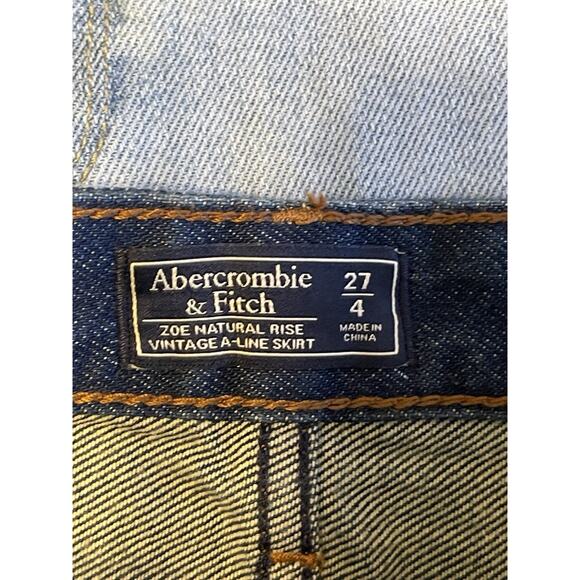 Abercrombie
& Fitch
ZOE NATURAL RISE
VINTAGE A-LINE SKIRT
27
4
MADE IN
CHINA